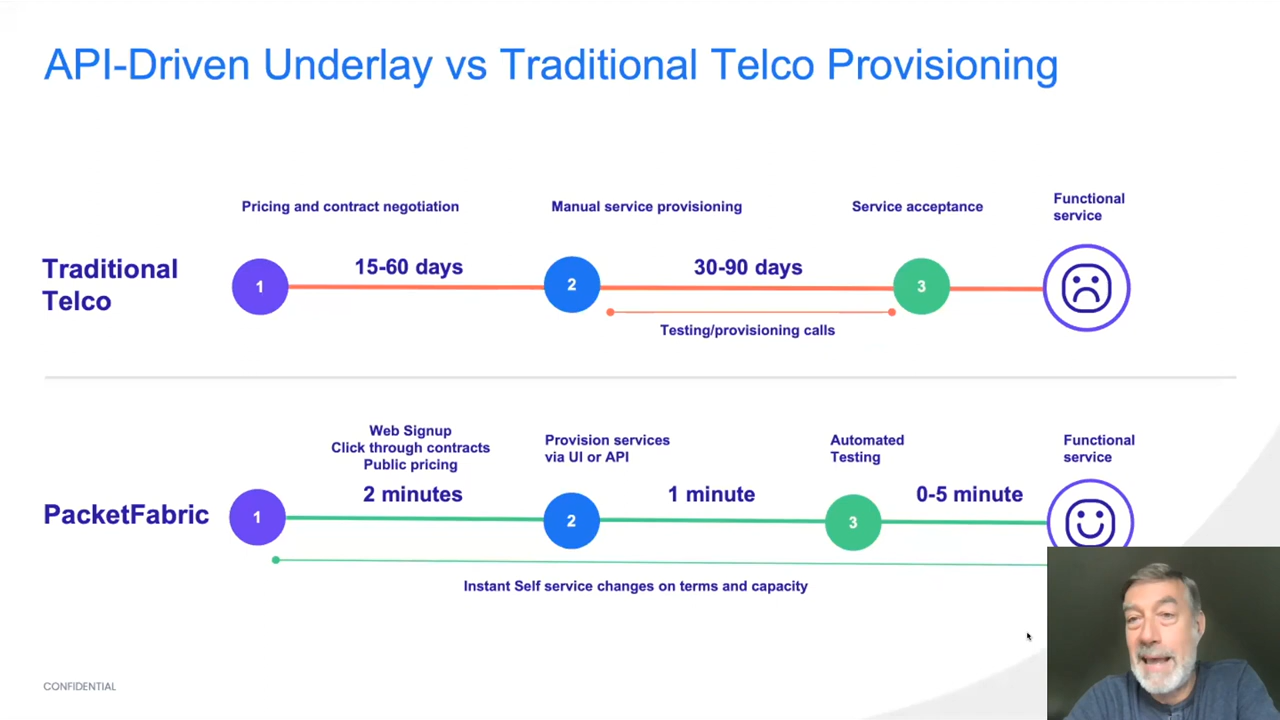 API-Driven Underlay vs Traditional Telco Provisioning
Pricing and contract negotiation
Manual service provisioning
Service acceptance
Functional
service
Traditional
Telco
1
15-60 days
2
30-90 days
3
Testing/provisioning calls
Web Signup
Click through contracts
Public pricing
Provision services
via UI or API
Automated
Testing
Functional
service
PacketFabric
1
2 minutes
2
1 minute
3
0-5 minute
Instant Self service changes on terms and capacity
CONFIDENTIAL